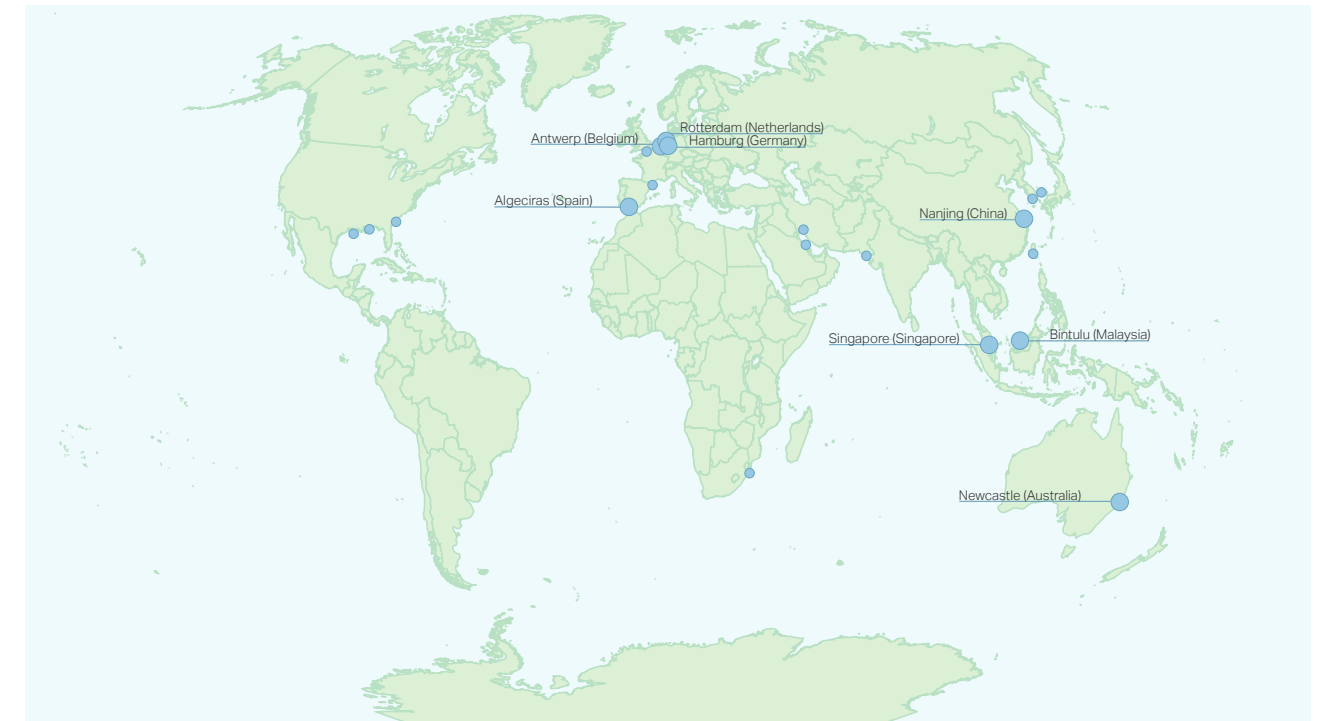 Rotterdam (Netherlands)
Antwerp (Belgium)
Hamburg (Germany)
Algeciras (Spain)
Nanjing (China)
Singapore (Singapore)
Bintulu (Malaysia)
Newcastle (Australia)